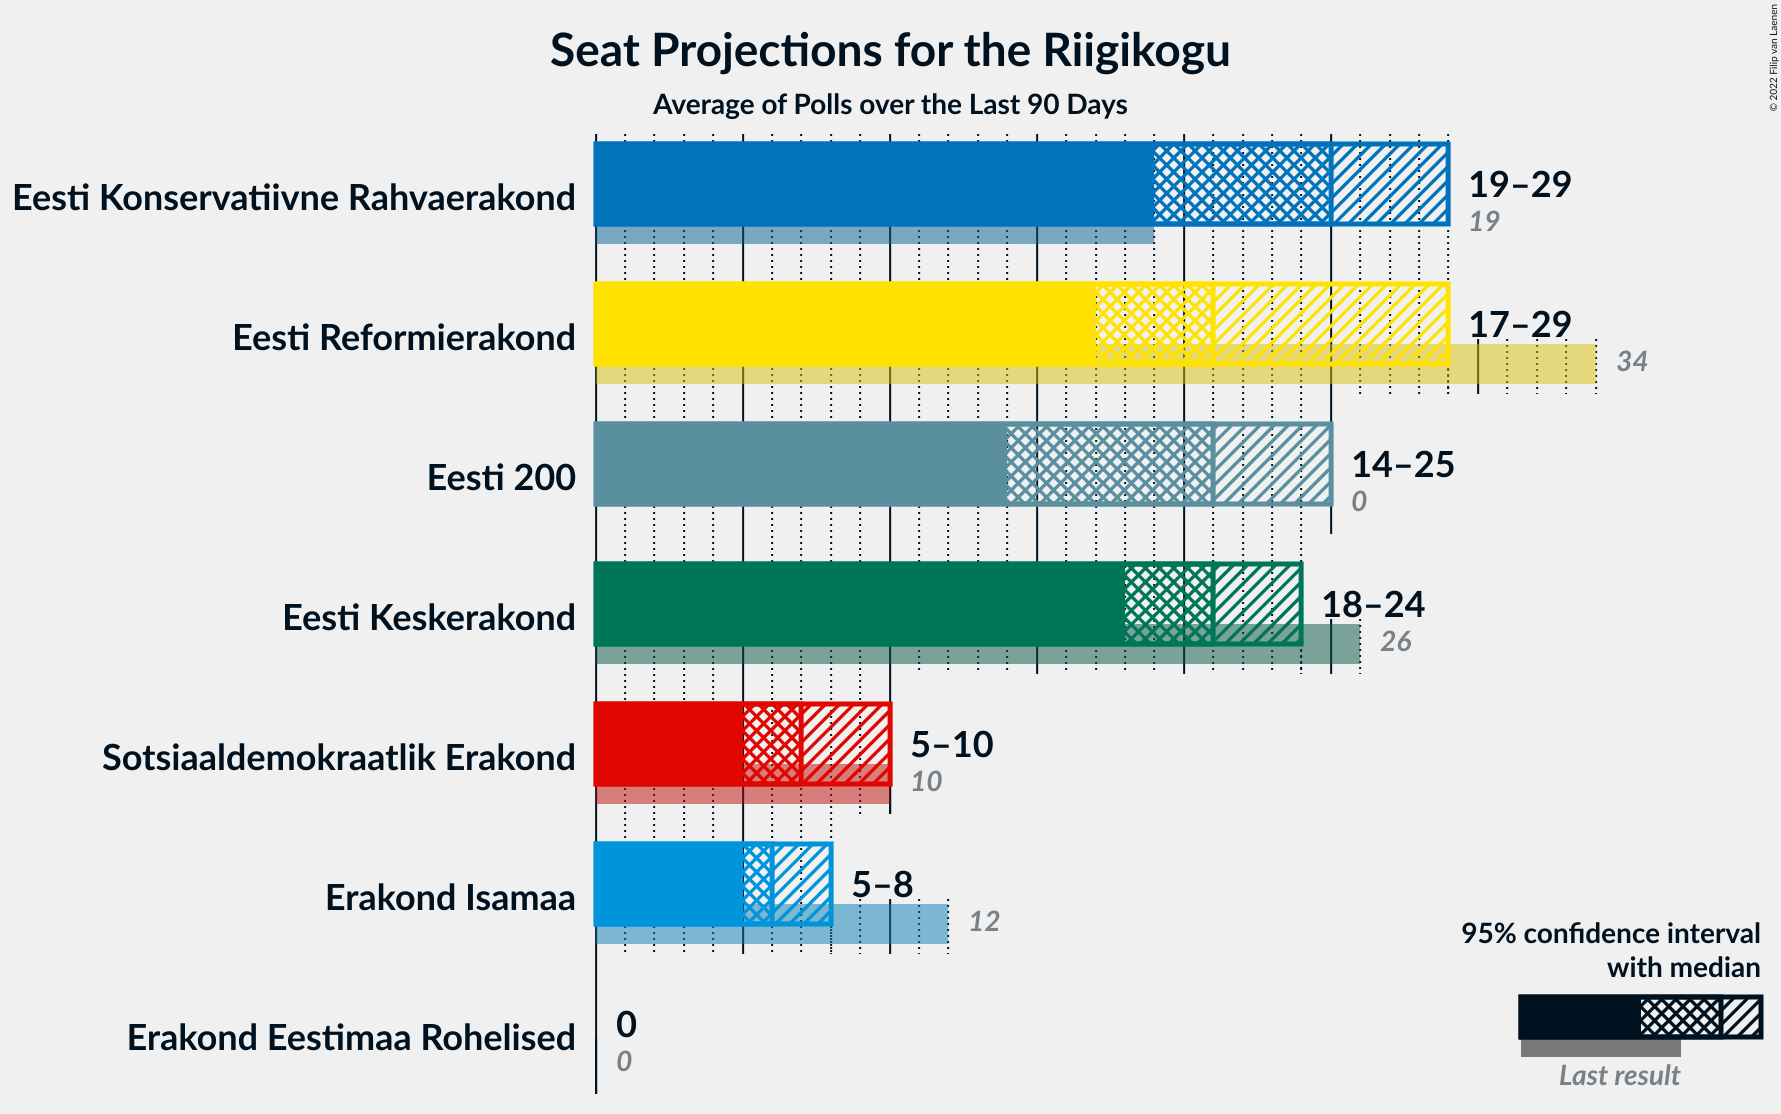 Seat Projections for the Riigikogu
Average of Polls over the Last 90 Days
© 2022 Filip van Laenen
Eesti Konservatiivne Rahvaerakond
19–29
19
Eesti Reformierakond
17–29
34
Eesti 200
14–25
0
Eesti Keskerakond
18–24
26
Sotsiaaldemokraatlik Erakond
5–10
10
Erakond Isamaa
5–8
12
Erakond Eestimaa Rohelised
0
0
95% confidence interval
with median
Last result